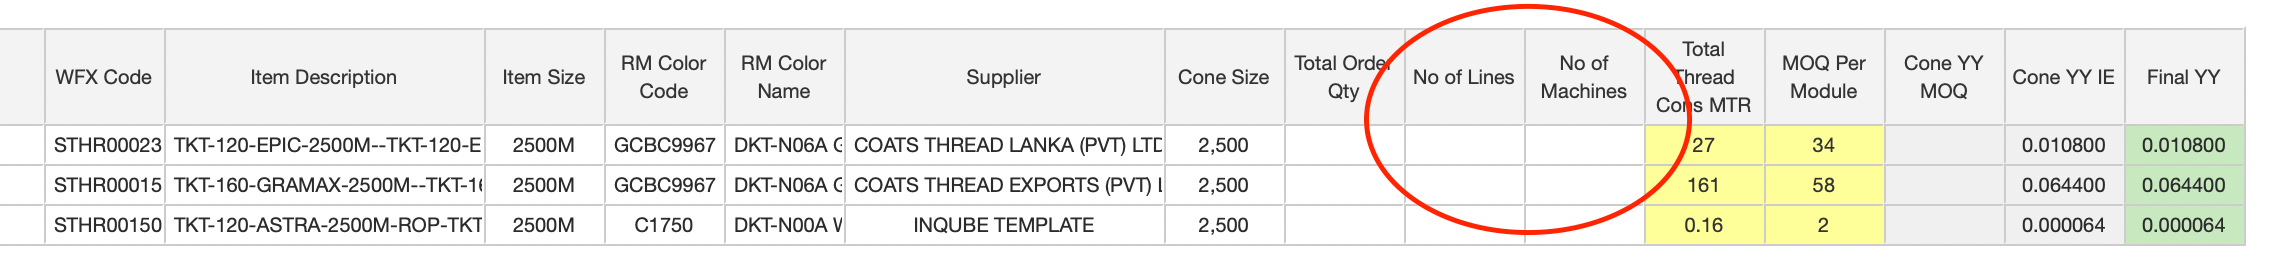 WFX Code Item Description Item Size RM Color Code RM Color Name Supplier Cone Size Total Order Qty No of Lines No of Machines Total Thread Cons MTR MOQ Per Module Cone YY MOQ Cone YY IE Final YY
STHR00023 TKT-120-EPIC-2500M--TKT-120-E 2500M GCBC9967 DKT-N06A G COATS THREAD LANKA (PVT) LTD 2,500 27 34 0.010800 0.010800
STHR00015 TKT-160-GRAMAX-2500M--TKT-16 2500M GCBC9967 DKT-N06A G COATS THREAD EXPORTS (PVT) L 2,500 161 58 0.064400 0.064400
STHR00150 TKT-120-ASTRA-2500M-ROP-TKT 2500M C1750 DKT-N00A W INQUBE TEMPLATE 2,500 0.16 2 0.000064 0.000064